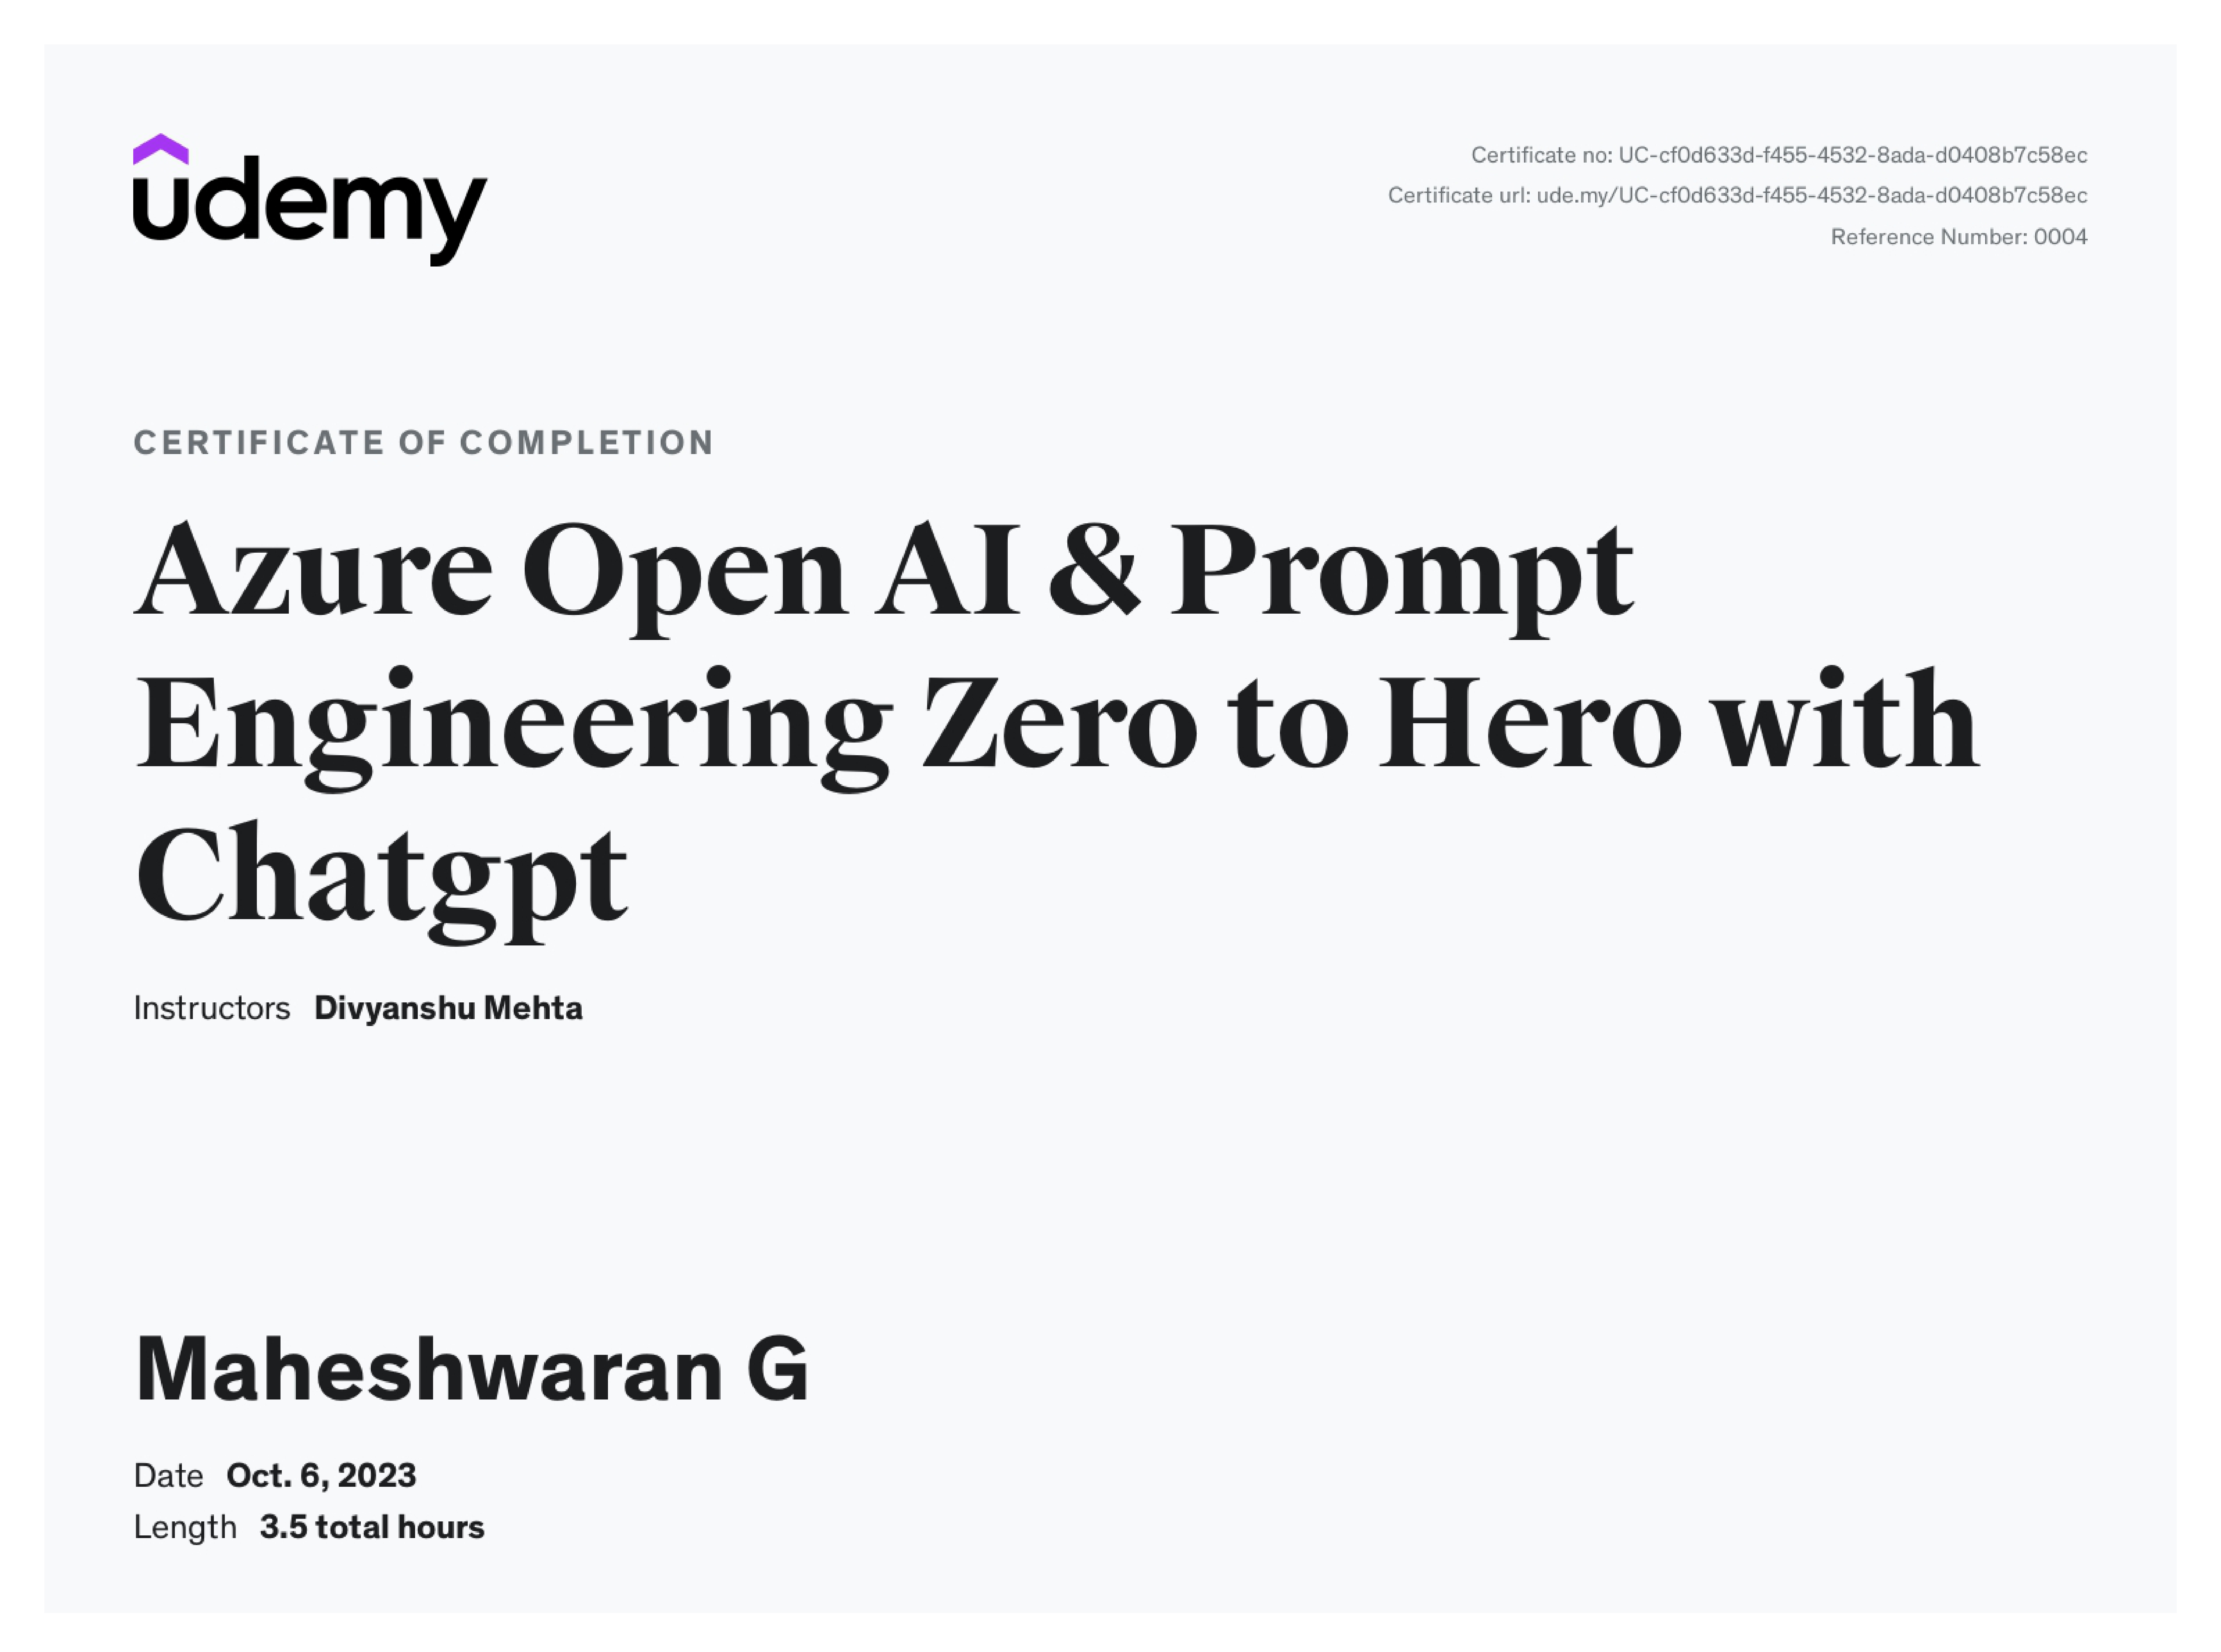 udemy
Certificate no: UC-cf0d633d-f455-4532-8ada-d0408b7c58ec
Certificate url: ude.my/UC-cf0d633d-f455-4532-8ada-d0408b7c58ec
Reference Number: 0004
CERTIFICATE OF COMPLETION
Azure Open AI & Prompt
Engineering Zero to Hero with
Chatgpt
Instructors Divyanshu Mehta
Maheshwaran G
Date Oct. 6, 2023
Length 3.5 total hours